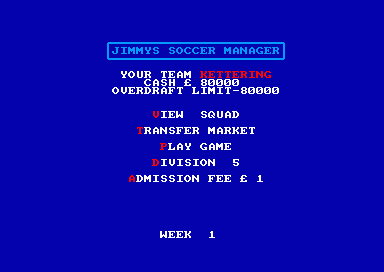 JIMMYS SOCCER MANAGER
YOUR TEAM KETTERING
CASH £ 80000
OVERDRAFT LIMIT-80000
VIEW SQUAD
TRANSFER MARKET
PLAY GAME
DIVISION 5
ADMISSION FEE £ 1
WEEK 1